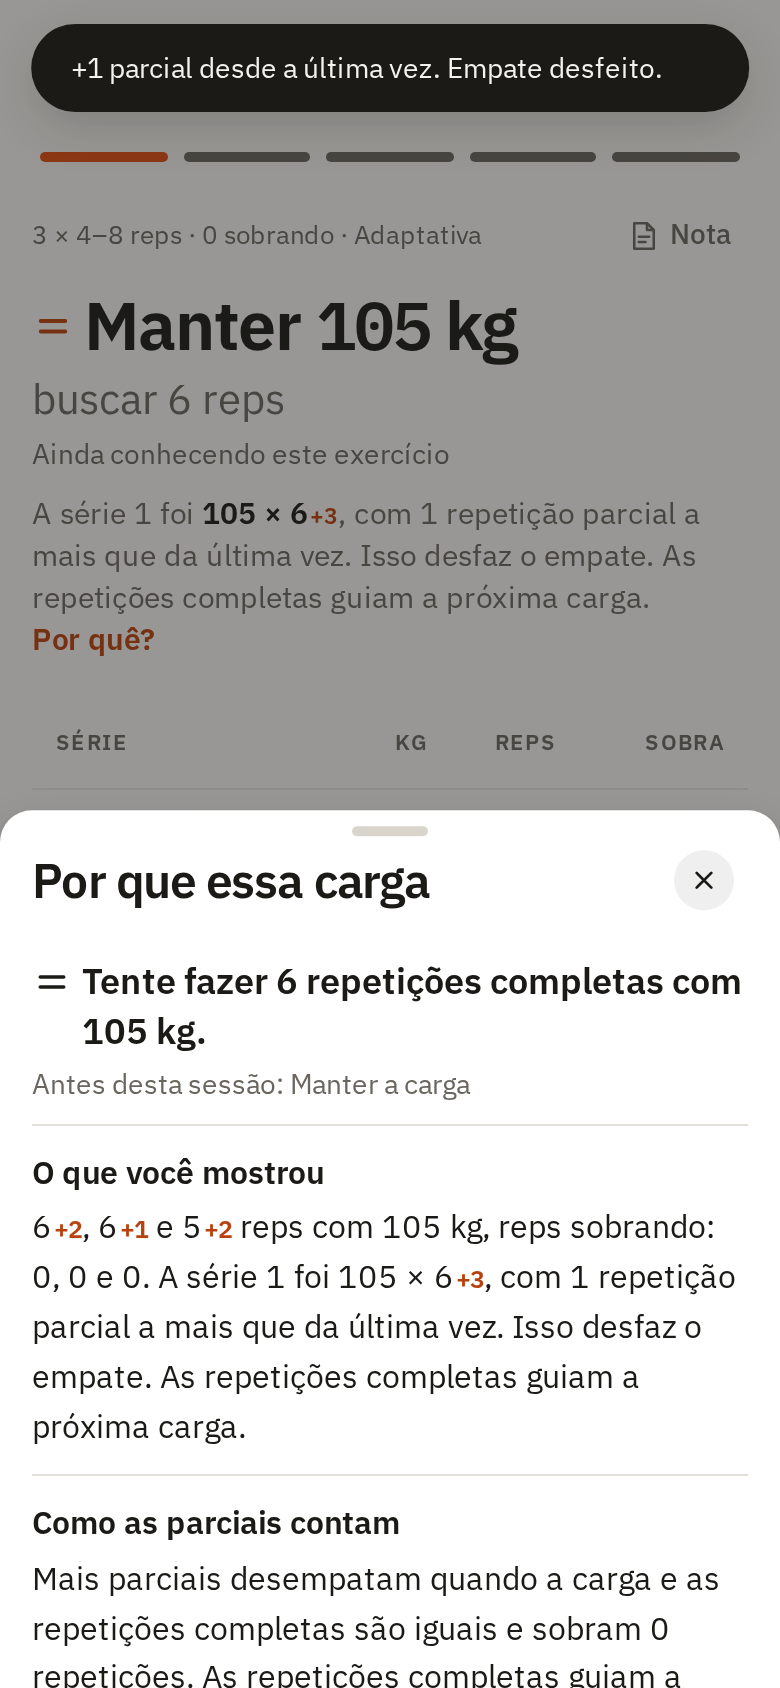 +1 parcial desde a última vez. Empate desfeito.
3 × 4–8 reps · 0 sobrando · Adaptativa
Nota
= Manter 105 kg
buscar 6 reps
Ainda conhecendo este exercício
A série 1 foi 105 × 6+3, com 1 repetição parcial a
mais que da última vez. Isso desfaz o empate. As
repetições completas guiam a próxima carga.
Por quê?
SÉRIE KG REPS SOBRA
Por que essa carga
= Tente fazer 6 repetições completas com
105 kg.
Antes desta sessão: Manter a carga
O que você mostrou
6+2, 6+1 e 5+2 reps com 105 kg, reps sobrando:
0, 0 e 0. A série 1 foi 105 × 6+3, com 1 repetição
parcial a mais que da última vez. Isso desfaz o
empate. As repetições completas guiam a
próxima carga.
Como as parciais contam
Mais parciais desempatam quando a carga e as
repetições completas são iguais e sobram 0
repetições. As repetições completas guiam a